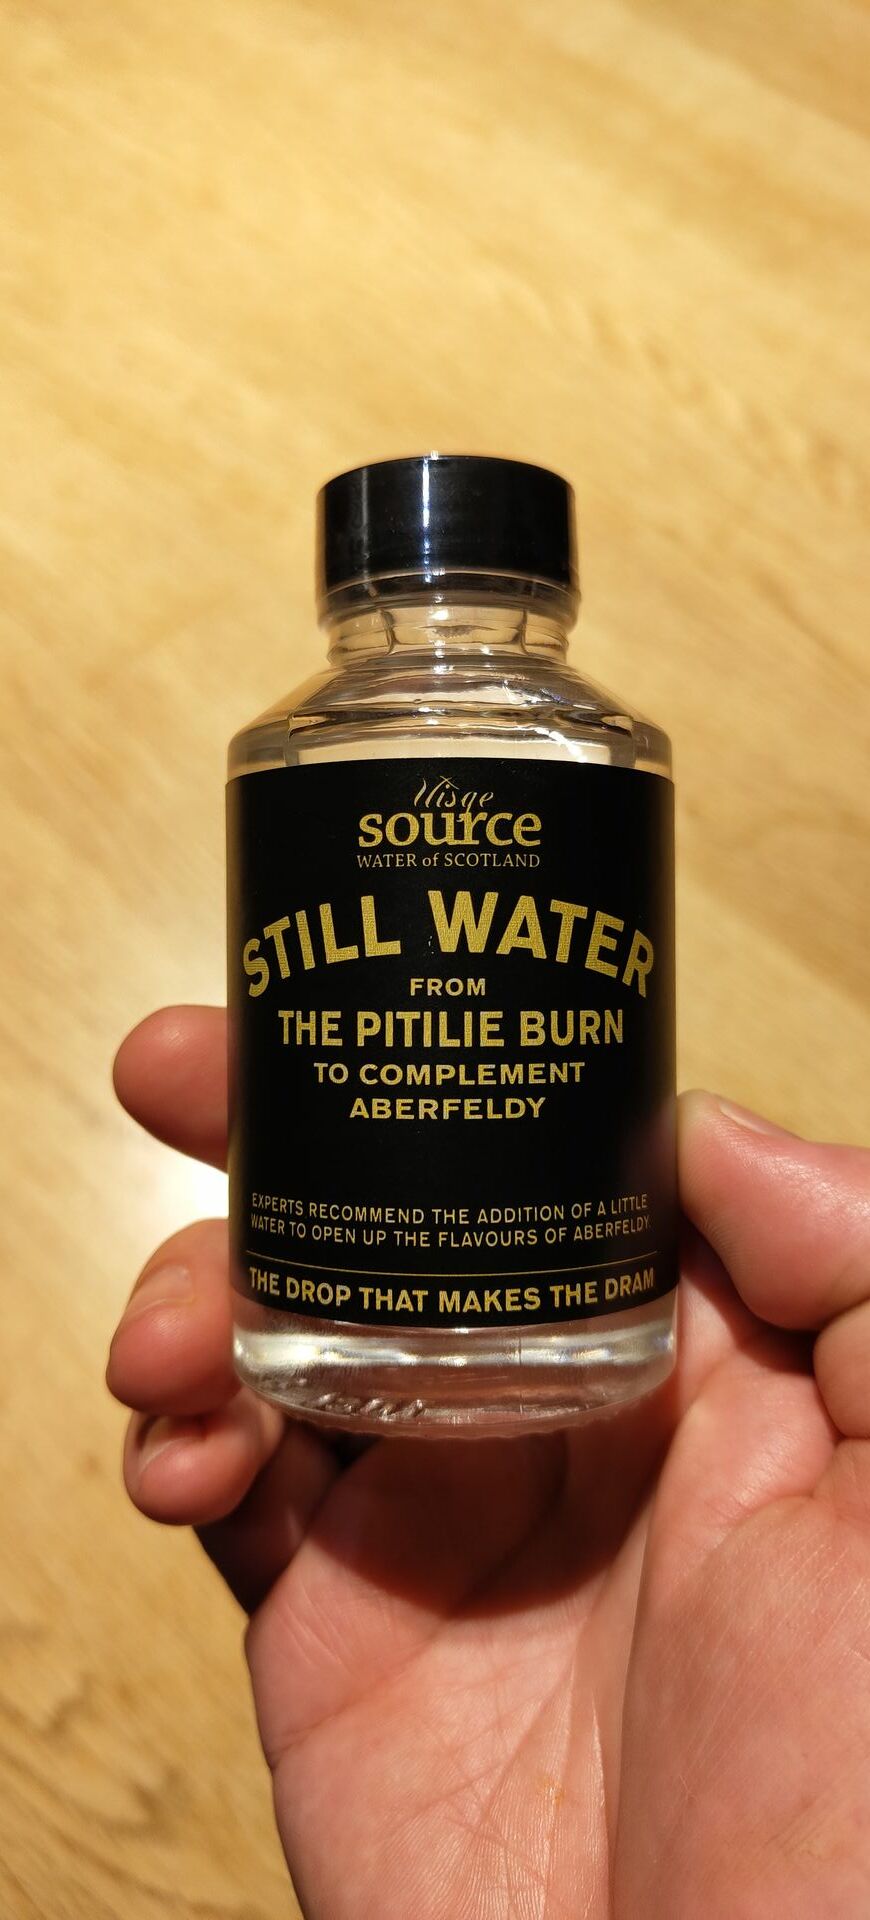 Uisge
source
WATER of SCOTLAND
STILL WATER
FROM
THE PITILIE BURN
TO COMPLEMENT
ABERFELDY
EXPERTS RECOMMEND THE ADDITION OF A LITTLE
WATER TO OPEN UP THE FLAVOURS OF ABERFELDY.
THE DROP THAT MAKES THE DRAM